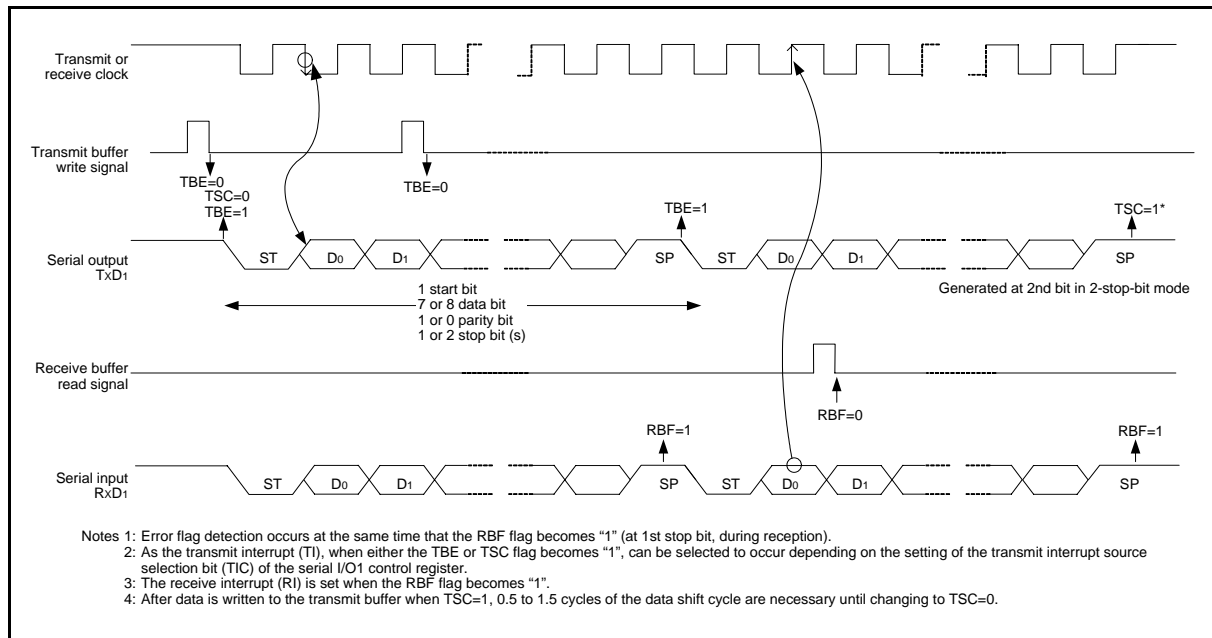 Transmit or
receive clock
Transmit buffer
write signal
TBE=0
TSC=0
TBE=1
TBE=0
TBE=1
TSC=1*
Serial output
TXD1
ST
D0
D1
SP
ST
D0
D1
SP
1 start bit
7 or 8 data bit
1 or 0 parity bit
1 or 2 stop bit (s)
Generated at 2nd bit in 2-stop-bit mode
Receive buffer
read signal
RBF=0
RBF=1
RBF=1
Serial input
RXD1
ST
D0
D1
SP
ST
D0
D1
SP
Notes 1: Error flag detection occurs at the same time that the RBF flag becomes “1” (at 1st stop bit, during reception).
2: As the transmit interrupt (TI), when either the TBE or TSC flag becomes “1”, can be selected to occur depending on the setting of the transmit interrupt source
selection bit (TIC) of the serial I/O1 control register.
3: The receive interrupt (RI) is set when the RBF flag becomes “1”.
4: After data is written to the transmit buffer when TSC=1, 0.5 to 1.5 cycles of the data shift cycle are necessary until changing to TSC=0.